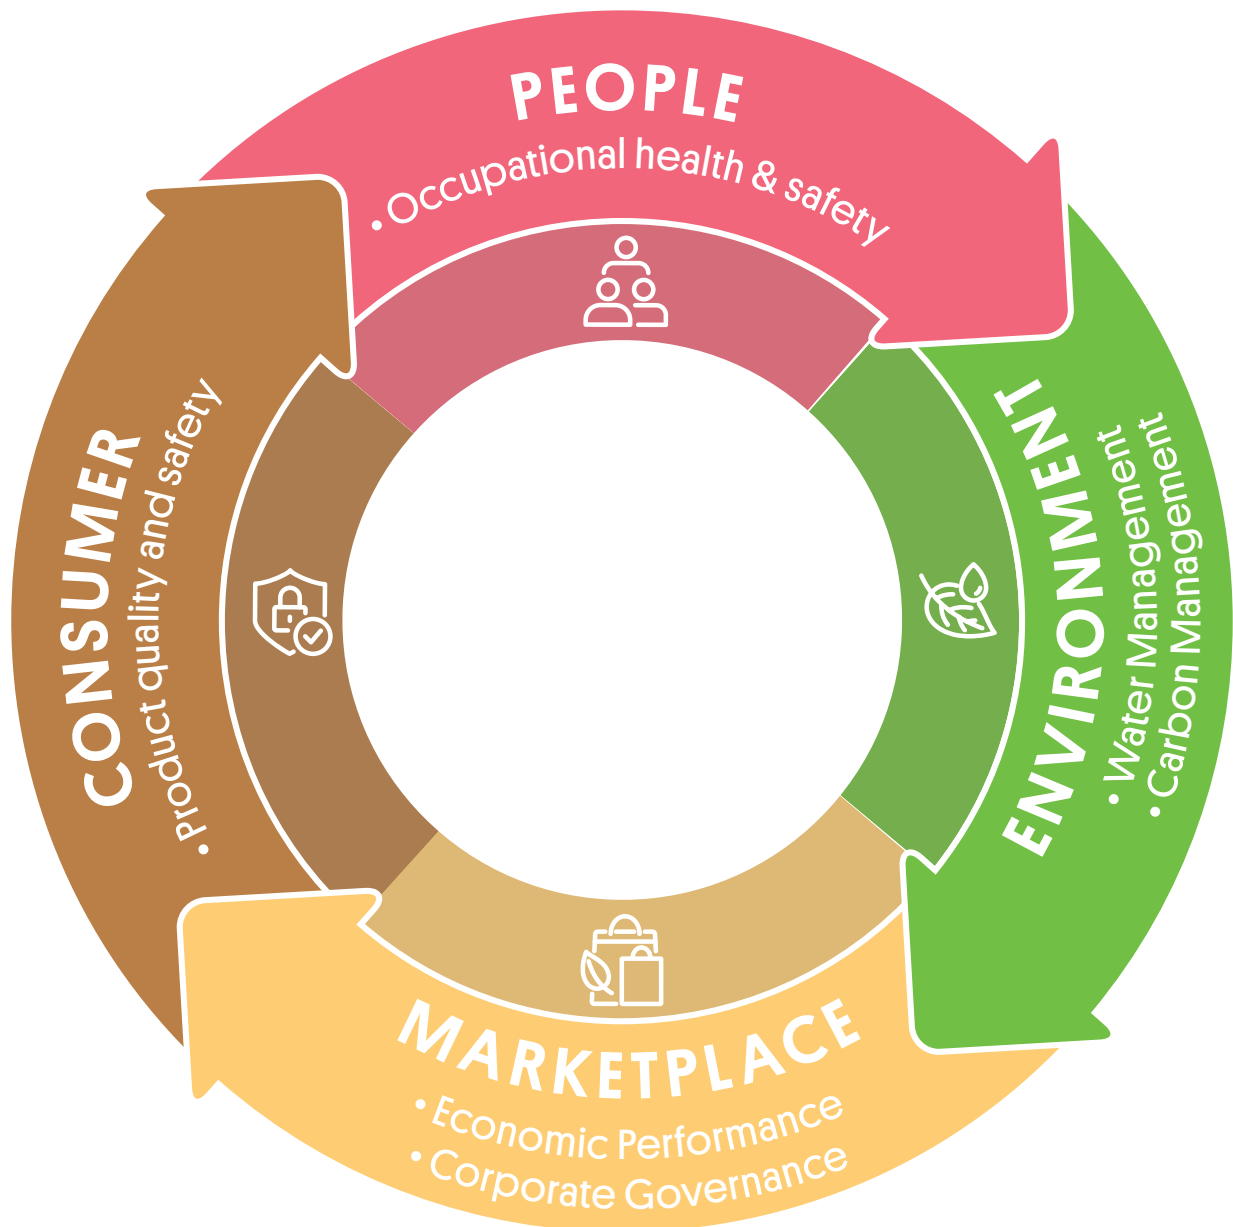 PEOPLE
• Occupational health & safety
ENVIRONMENT
• Water Management
• Carbon Management
MARKETPLACE
• Economic Performance
• Corporate Governance
CONSUMER
• Product quality and safety